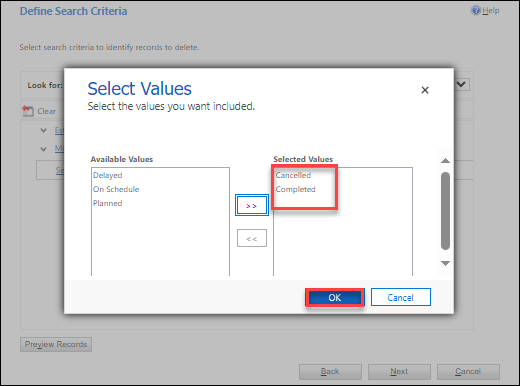 Define Search Criteria
Help
Select search criteria to identify records to delete.
Look for:
Clear
Select Values
Select the values you want included.
Available Values
Delayed
On Schedule
Planned
>>
<<
Selected Values
Cancelled
Completed
OK
Cancel
Preview Records
Back
Next
Cancel